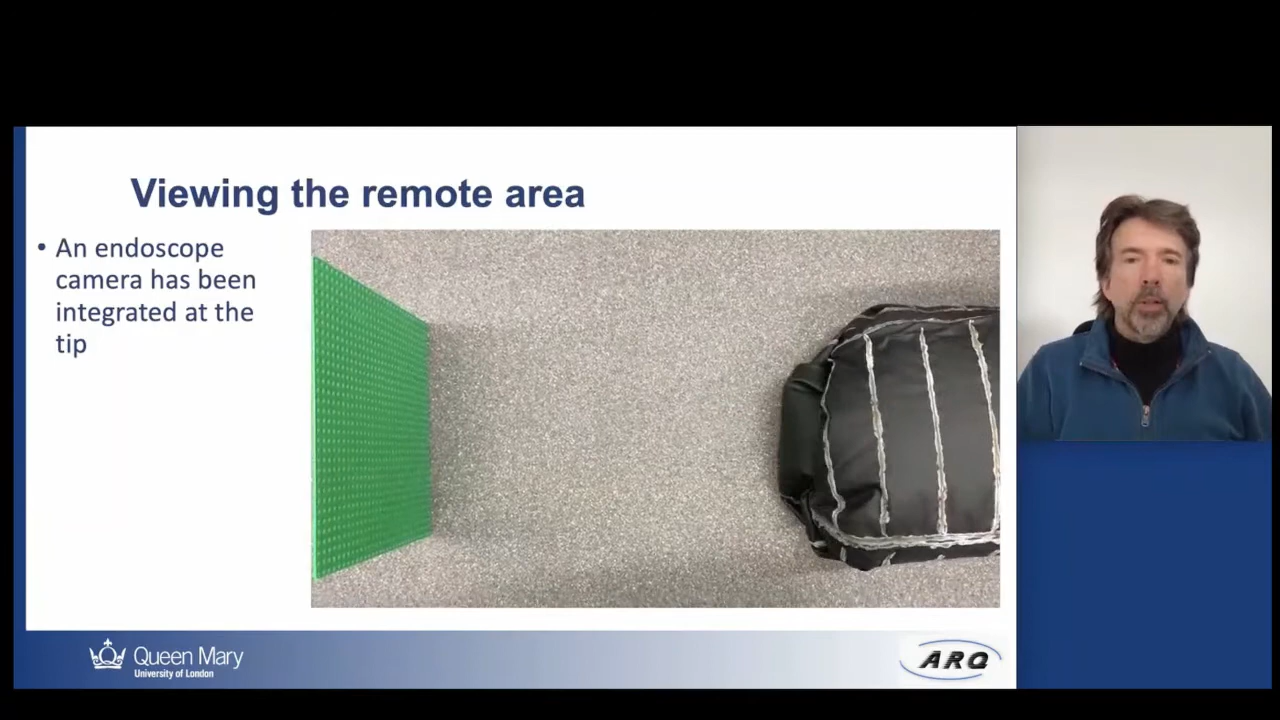 Viewing the remote area
• An endoscope
camera has been
integrated at the
tip
Queen Mary
University of London
ARQ